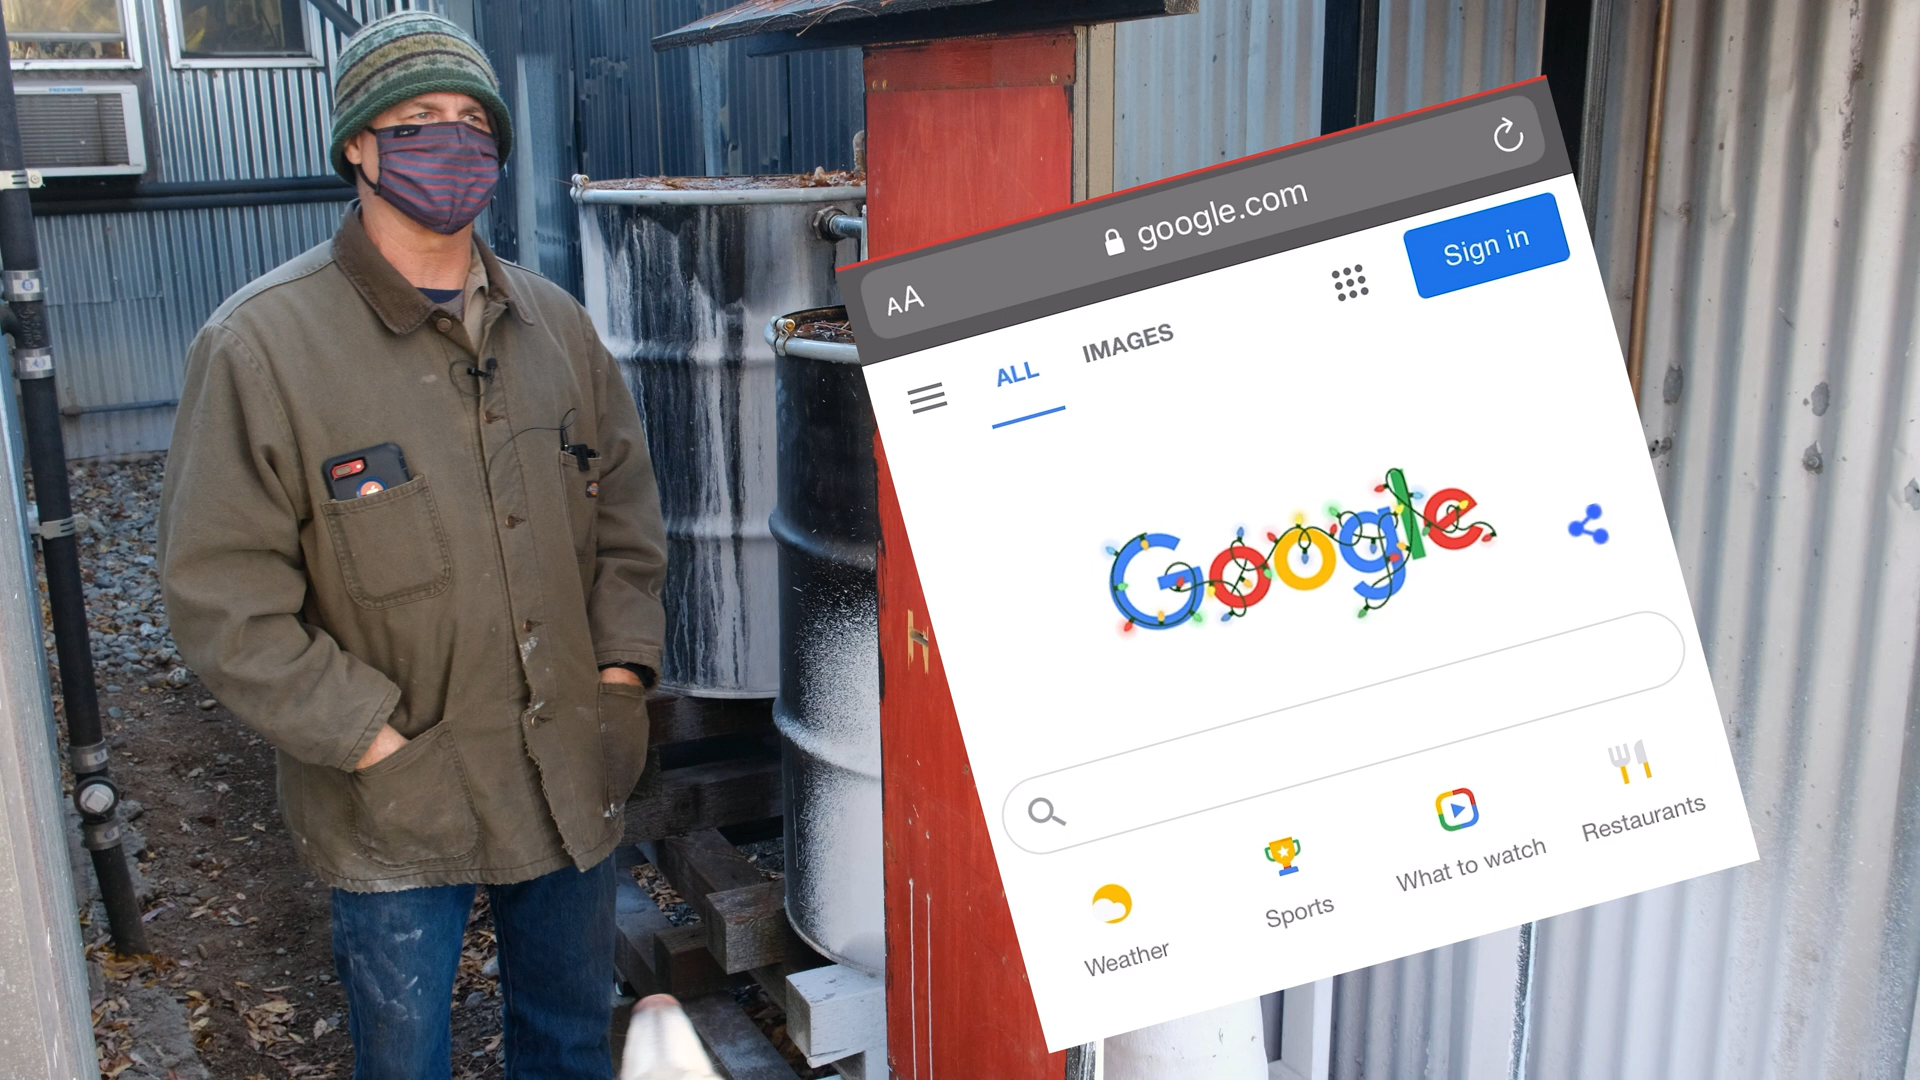 AA
google.com
ALL
IMAGES
Sign in
Google
Weather
Sports
What to watch
Restaurants
H